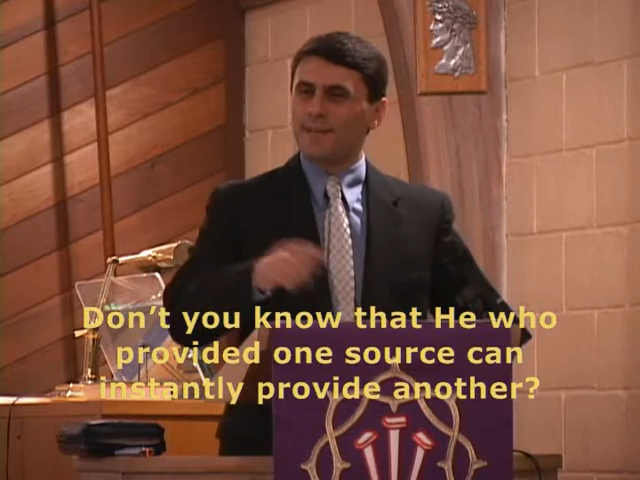 Don't you know that He who
provided one source can
instantly provide another?